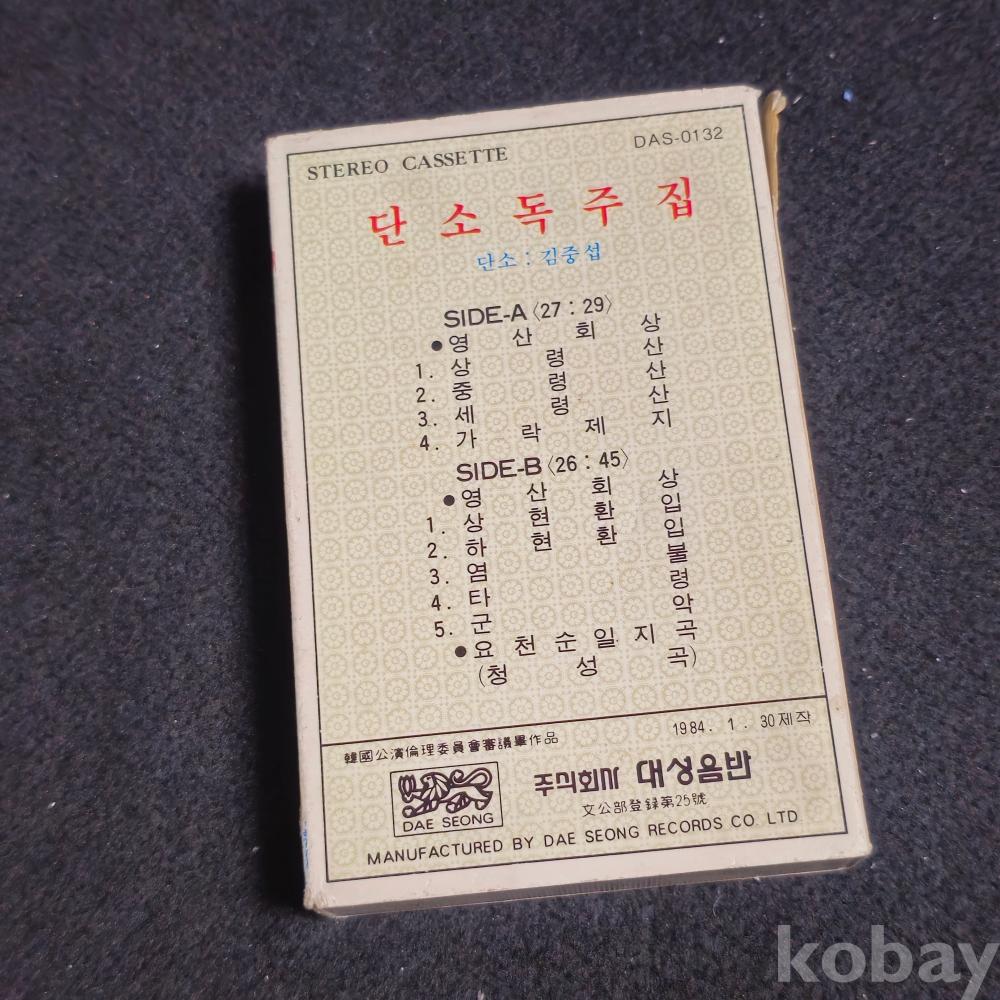 STEREO CASSETTE
DAS-0132
단소독주집
단소 : 김중섭
SIDE-A〈27 : 29〉
●영산회상
1. 상령산
2. 중령산
3. 세령산
4. 가락제지
SIDE-B〈26 : 45〉
●영산회상
1. 상현환입
2. 하현환입
3. 염불
4. 타령
5. 군악
●요천순일지곡
(청성곡)
韓國公演倫理委員會審議畢作品
1984. 1. 30제작
DAE SEONG
주식회사 대성음반
文公部登録第25號
MANUFACTURED BY DAE SEONG RECORDS CO. LTD
kobay